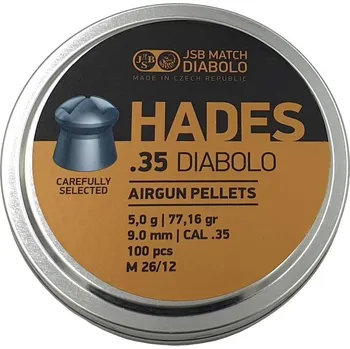 JSB
JSB MATCH
DIABOLO
MADE IN CZECH REPUBLIC
HADES
.35 DIABOLO
CAREFULLY
SELECTED
AIRGUN PELLETS
5,0 g | 77,16 gr
9.0 mm | CAL .35
100 pcs
M 26/12